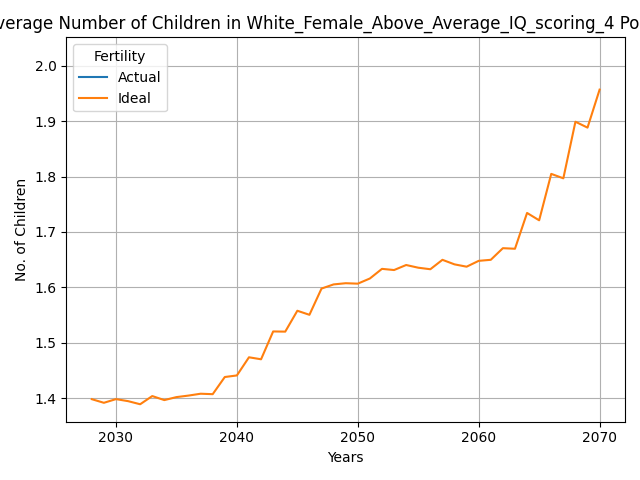 verage Number of Children in White_Female_Above_Average_IQ_scoring_4 Po
Fertility
Actual
Ideal
No. of Children
2.0
1.9
1.8
1.7
1.6
1.5
1.4
2030 2040 2050 2060 2070
Years